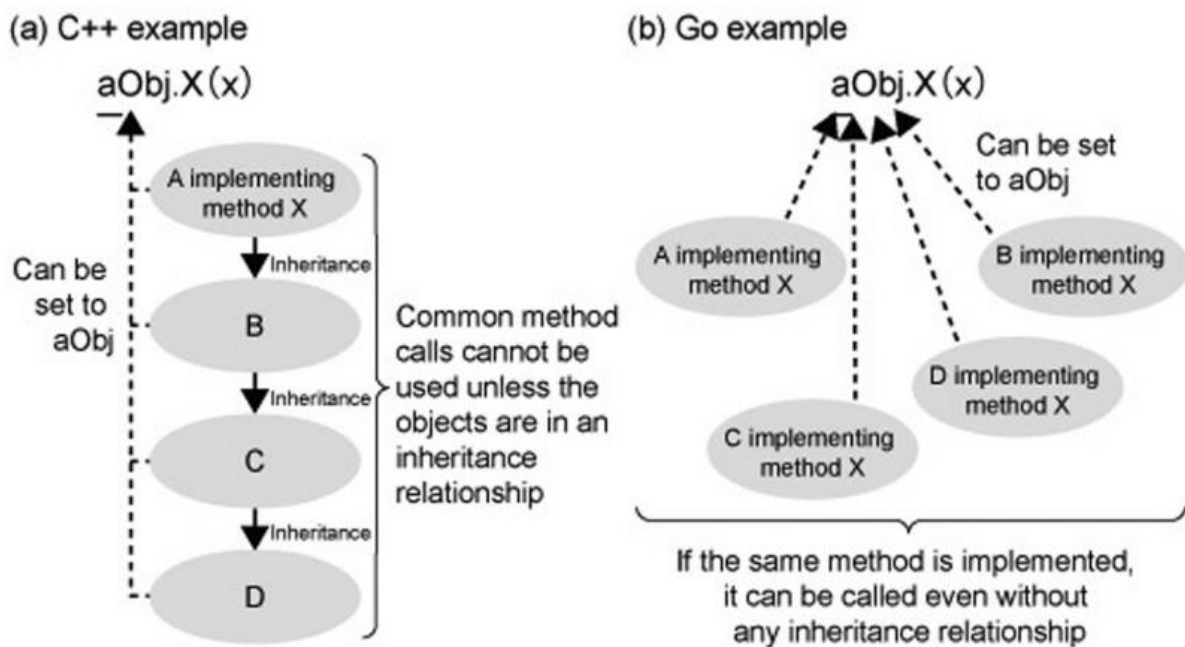 (a) C++ example
aObj.X(x)
A implementing
method X
Inheritance
Can be
set to
aObj
B
Inheritance
C
Inheritance
D
Common method
calls cannot be
used unless the
objects are in an
inheritance
relationship
(b) Go example
aObj.X(x)
Can be set
to aObj
A implementing
method X
B implementing
method X
D implementing
method X
C implementing
method X
If the same method is implemented,
it can be called even without
any inheritance relationship